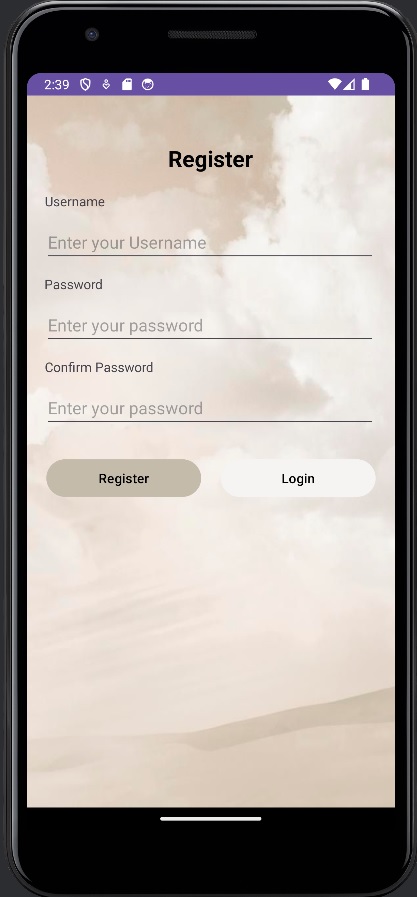 2:39
Register
Username
Enter your Username
Password
Enter your password
Confirm Password
Enter your password
Register Login